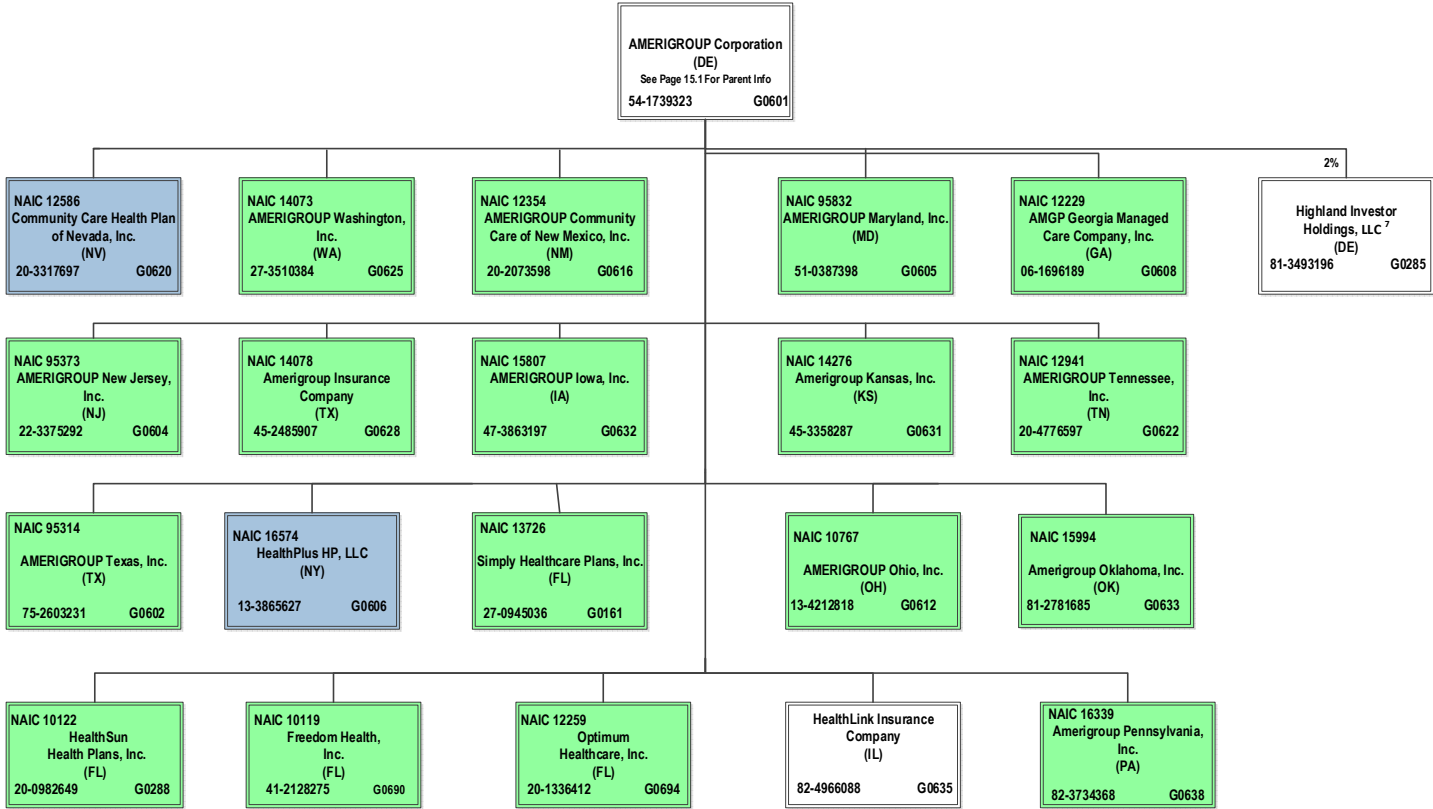 AMERIGROUP Corporation
(DE)
See Page 15.1 For Parent Info
54-1739323 G0601
2%
NAIC 12586
Community Care Health Plan
of Nevada, Inc.
(NV)
20-3317697 G0620
NAIC 14073
AMERIGROUP Washington,
Inc.
(WA)
27-3510384 G0625
NAIC 12354
AMERIGROUP Community
Care of New Mexico, Inc.
(NM)
20-2073598 G0616
NAIC 95832
AMERIGROUP Maryland, Inc.
(MD)
51-0387398 G0605
NAIC 12229
AMGP Georgia Managed
Care Company, Inc.
(GA)
06-1696189 G0608
Highland Investor
Holdings, LLC 7
(DE)
81-3493196 G0285
NAIC 95373
AMERIGROUP New Jersey,
Inc.
(NJ)
22-3375292 G0604
NAIC 14078
Amerigroup Insurance
Company
(TX)
45-2485907 G0628
NAIC 15807
AMERIGROUP Iowa, Inc.
(IA)
47-3863197 G0632
NAIC 14276
Amerigroup Kansas, Inc.
(KS)
45-3358287 G0631
NAIC 12941
AMERIGROUP Tennessee,
Inc.
(TN)
20-4776597 G0622
NAIC 95314
AMERIGROUP Texas, Inc.
(TX)
75-2603231 G0602
NAIC 16574
HealthPlus HP, LLC
(NY)
13-3865627 G0606
NAIC 13726
Simply Healthcare Plans, Inc.
(FL)
27-0945036 G0161
NAIC 10767
AMERIGROUP Ohio, Inc.
(OH)
13-4212818 G0612
NAIC 15994
Amerigroup Oklahoma, Inc.
(OK)
81-2781685 G0633
NAIC 10122
HealthSun
Health Plans, Inc.
(FL)
20-0982649 G0288
NAIC 10119
Freedom Health,
Inc.
(FL)
41-2128275 G0690
NAIC 12259
Optimum
Healthcare, Inc.
(FL)
20-1336412 G0694
HealthLink Insurance
Company
(IL)
82-4966088 G0635
NAIC 16339
Amerigroup Pennsylvania,
Inc.
(PA)
82-3734368 G0638